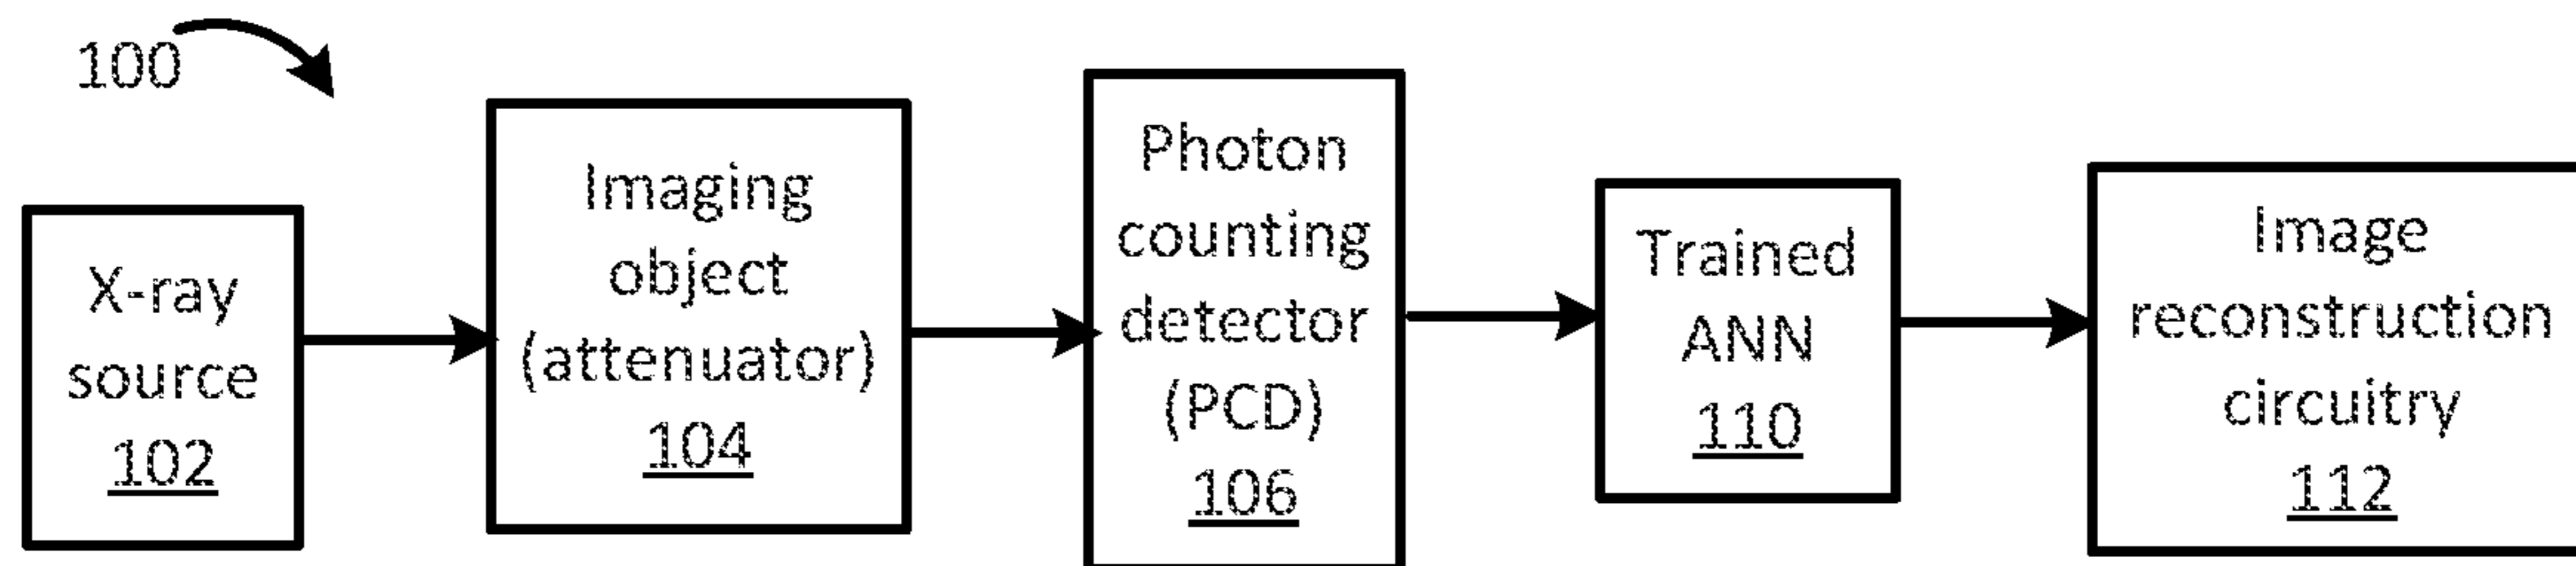 100
X-ray
source
102
Imaging
object
(attenuator)
104
Photon
counting
detector
(PCD)
106
Trained
ANN
110
Image
reconstruction
circuitry
112